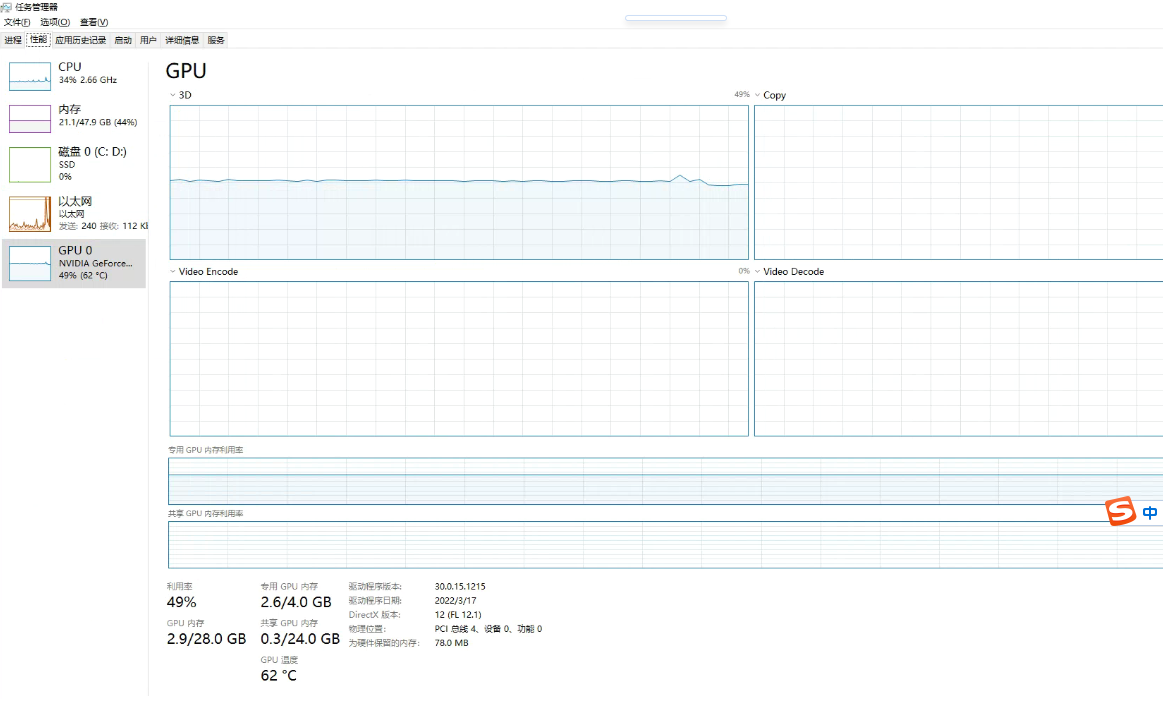 任务管理器
文件(F) 选项(O) 查看(V)
进程 性能 应用历史记录 启动 用户 详细信息 服务
CPU
34% 2.66 GHz
内存
21.1/47.9 GB (44%)
磁盘 0 (C: D:)
SSD
0%
以太网
以太网
发送: 240 接收: 112 Kl
GPU 0
NVIDIA GeForce...
49% (62 °C)
GPU
3D 49% Copy
Video Encode 0% Video Decode
专用 GPU 内存利用率
共享 GPU 内存利用率
S 中
利用率
49%
GPU 内存
2.9/28.0 GB
专用 GPU 内存
2.6/4.0 GB
共享 GPU 内存
0.3/24.0 GB
GPU 温度
62 °C
驱动程序版本: 30.0.15.1215
驱动程序日期: 2022/3/17
DirectX 版本: 12 (FL 12.1)
物理位置: PCI 总线 4、设备 0、功能 0
为硬件保留的内存: 78.0 MB